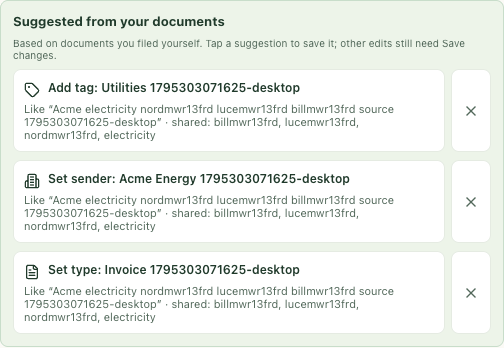 Suggested from your documents
Based on documents you filed yourself. Tap a suggestion to save it; other edits still need Save
changes.
Add tag: Utilities 1795303071625-desktop
Like “Acme electricity nordmwr13frd lucemwr13frd billmwr13frd source
1795303071625-desktop” · shared: billmwr13frd, lucemwr13frd,
nordmwr13frd, electricity
Set sender: Acme Energy 1795303071625-desktop
Like “Acme electricity nordmwr13frd lucemwr13frd billmwr13frd source
1795303071625-desktop” · shared: billmwr13frd, lucemwr13frd,
nordmwr13frd, electricity
Set type: Invoice 1795303071625-desktop
Like “Acme electricity nordmwr13frd lucemwr13frd billmwr13frd source
1795303071625-desktop” · shared: billmwr13frd, lucemwr13frd,
nordmwr13frd, electricity